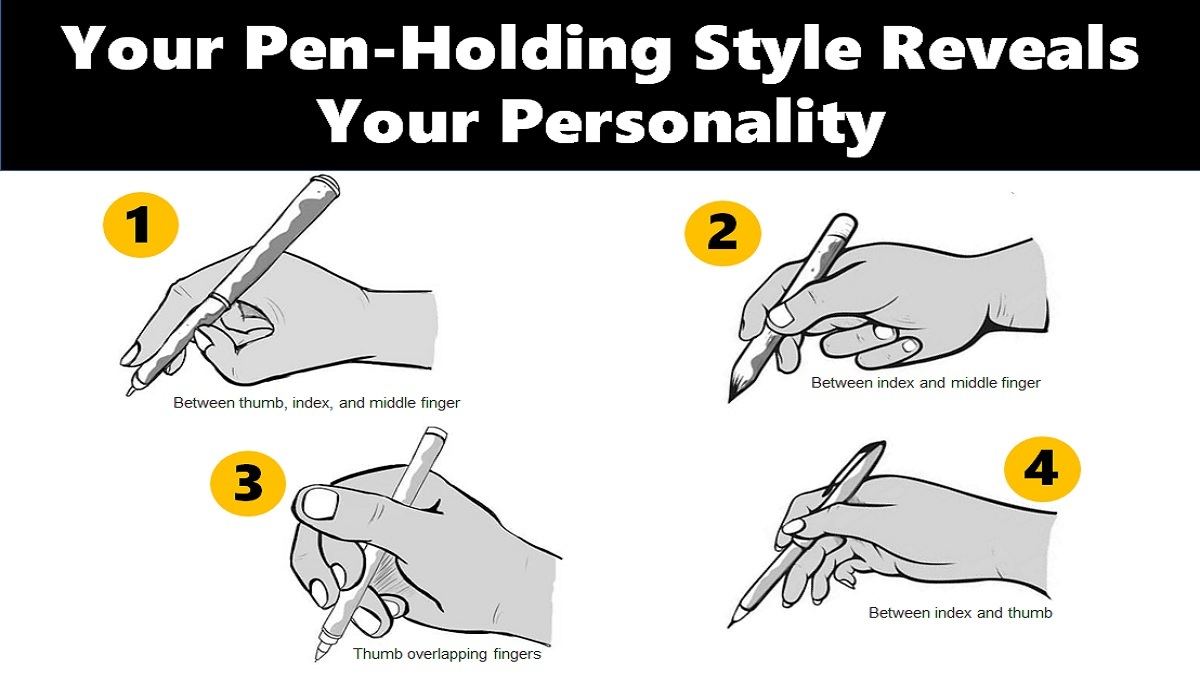 Your Pen-Holding Style Reveals
Your Personality
1
Between thumb, index, and middle finger
2
Between index and middle finger
3
Thumb overlapping fingers
4
Between index and thumb